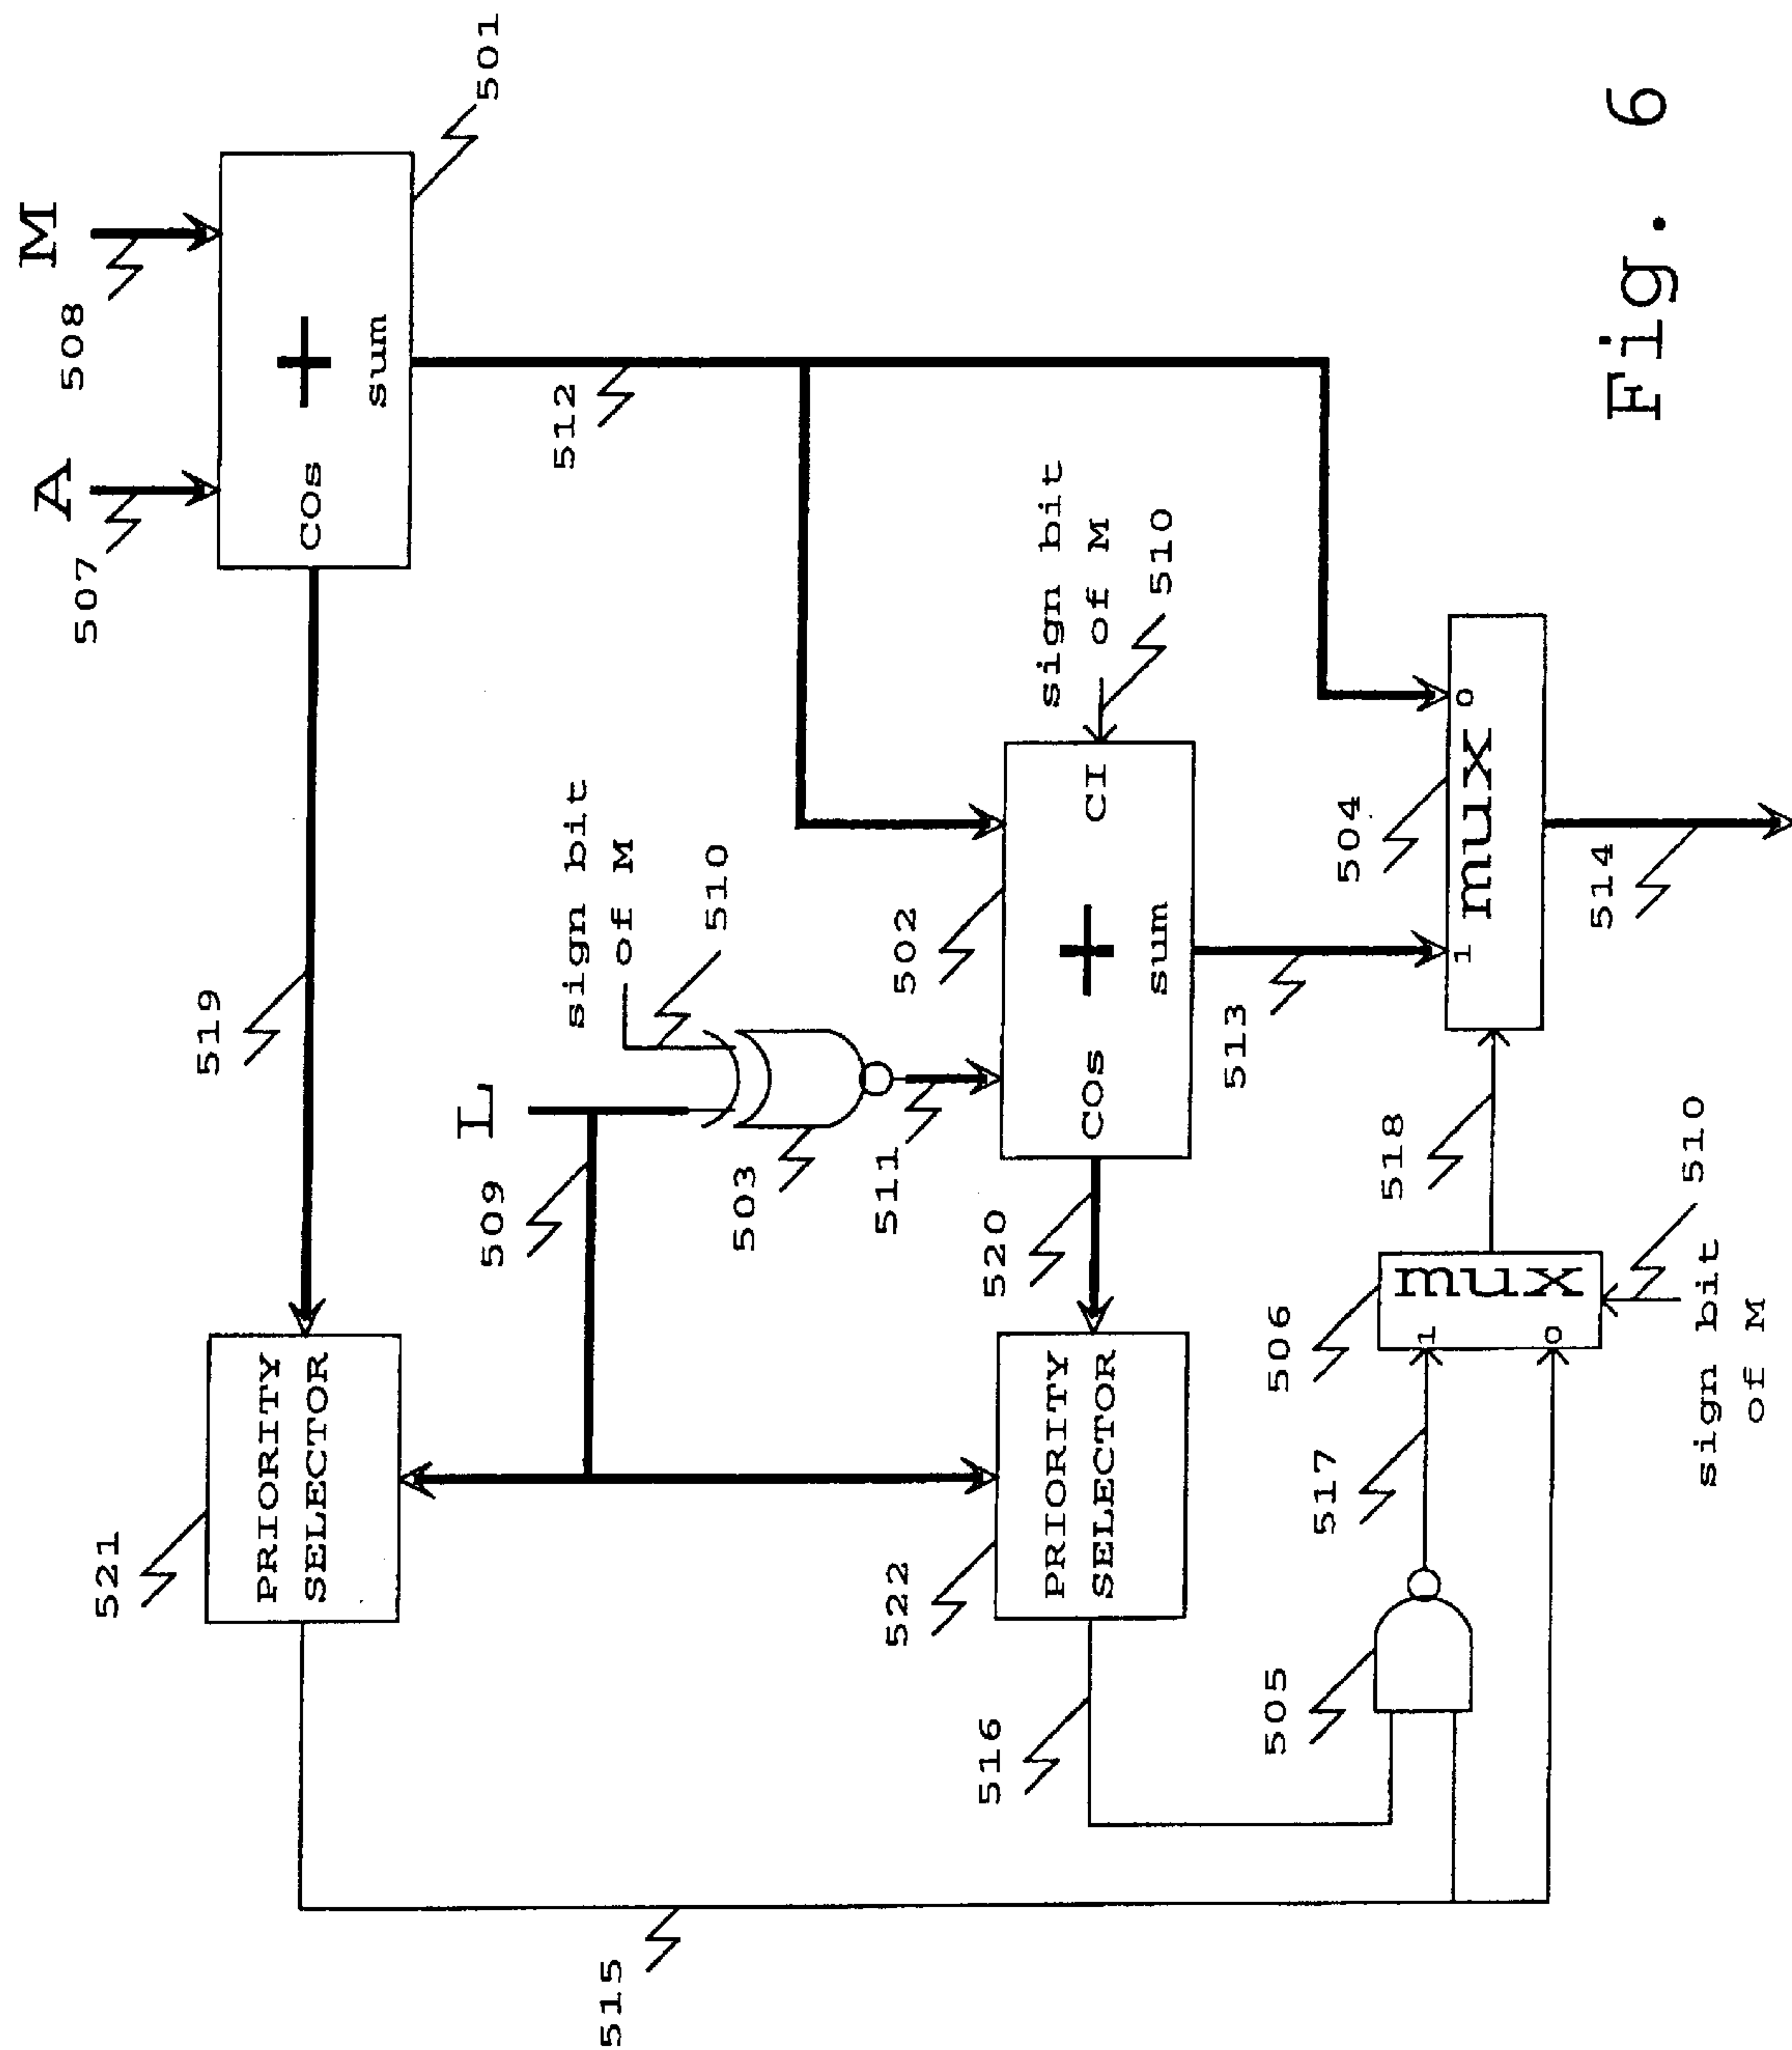 A
M
507
508
COs
+
sum
501
519
512
521
PRIORITY
SELECTOR
509
L
sign bit
of M
510
503
511
502
COs
+
CI
sum
sign bit
of M
510
522
PRIORITY
SELECTOR
520
513
515
516
505
517
506
1
mux
0
518
sign bit
of M
510
504
1
mux
0
514
Fig. 6